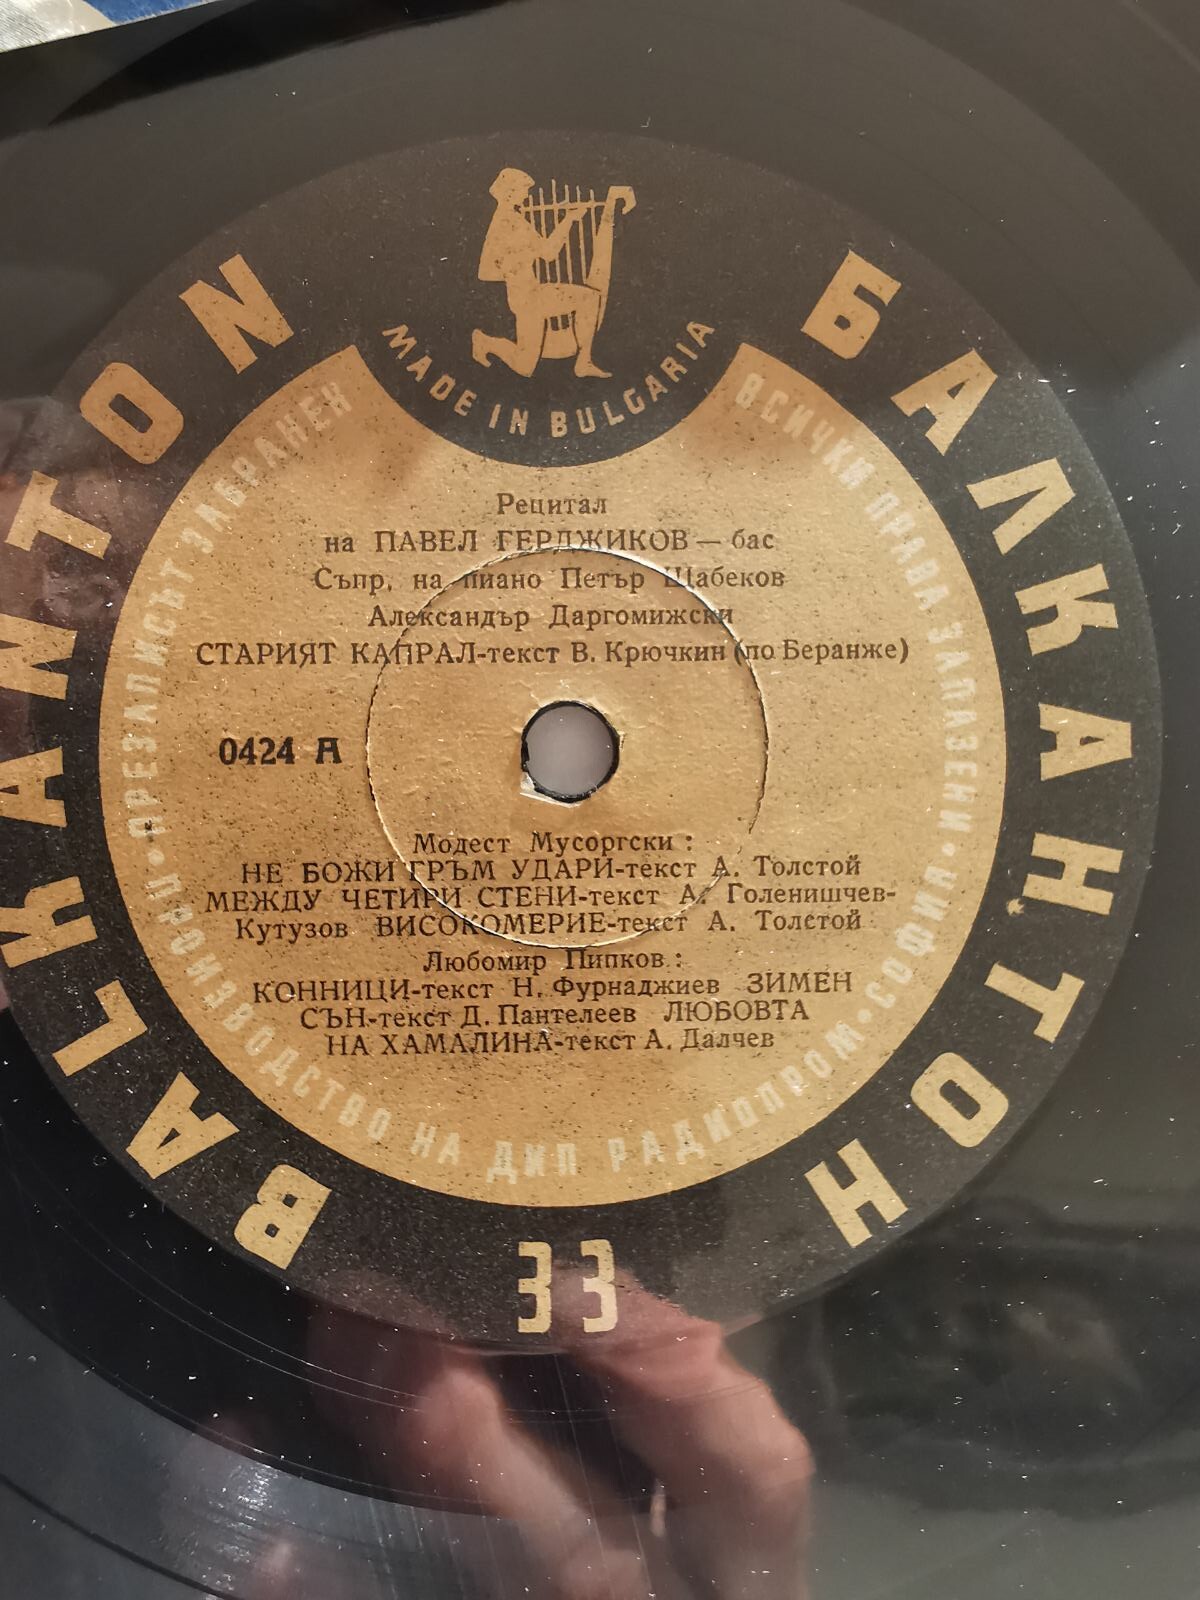 BALKANTON
БАЛКАНТОН
MADE IN BULGARIA
ВСИЧКИ ПРАВА ЗАПАЗЕНИ • СОФИЯ • РАДИОПРОМ ДИП НА ПРОИЗВОДСТВО • ПРЕЗАПИСЪТ ЗАБРАНЕН
Рецитал
на ПАВЕЛ ГЕРДЖИКОВ — бас
Съпр. на пиано Петър Щабеков
Александър Даргомижски
СТАРИЯТ КАПРАЛ-текст В. Крючкин (по Беранже)
0424 А
Модест Мусоргски :
НЕ БОЖИ ГРЪМ УДАРИ-текст А. Толстой
МЕЖДУ ЧЕТИРИ СТЕНИ-текст А. Голенишчев-
Кутузов ВИСОКОМЕРИЕ-текст А. Толстой
Любомир Пипков :
КОННИЦИ-текст Н. Фурнаджиев ЗИМЕН
СЪН-текст Д. Пантелеев ЛЮБОВТА
НА ХАМАЛИНА-текст А. Далчев
33